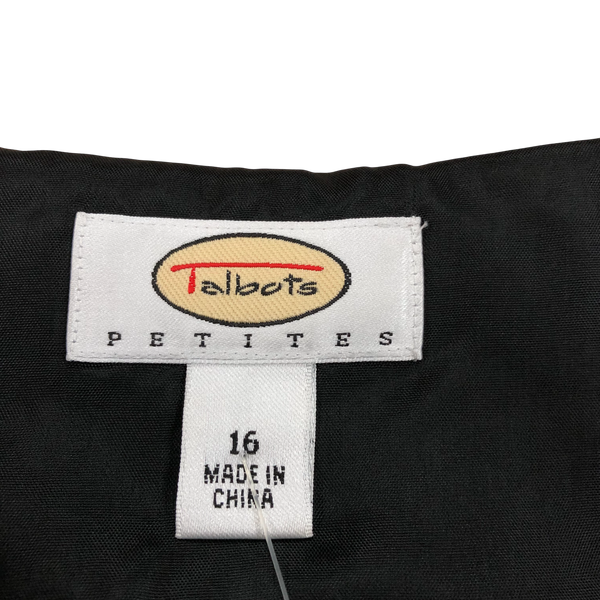 Talbots
PETITES
16
MADE IN
CHINA